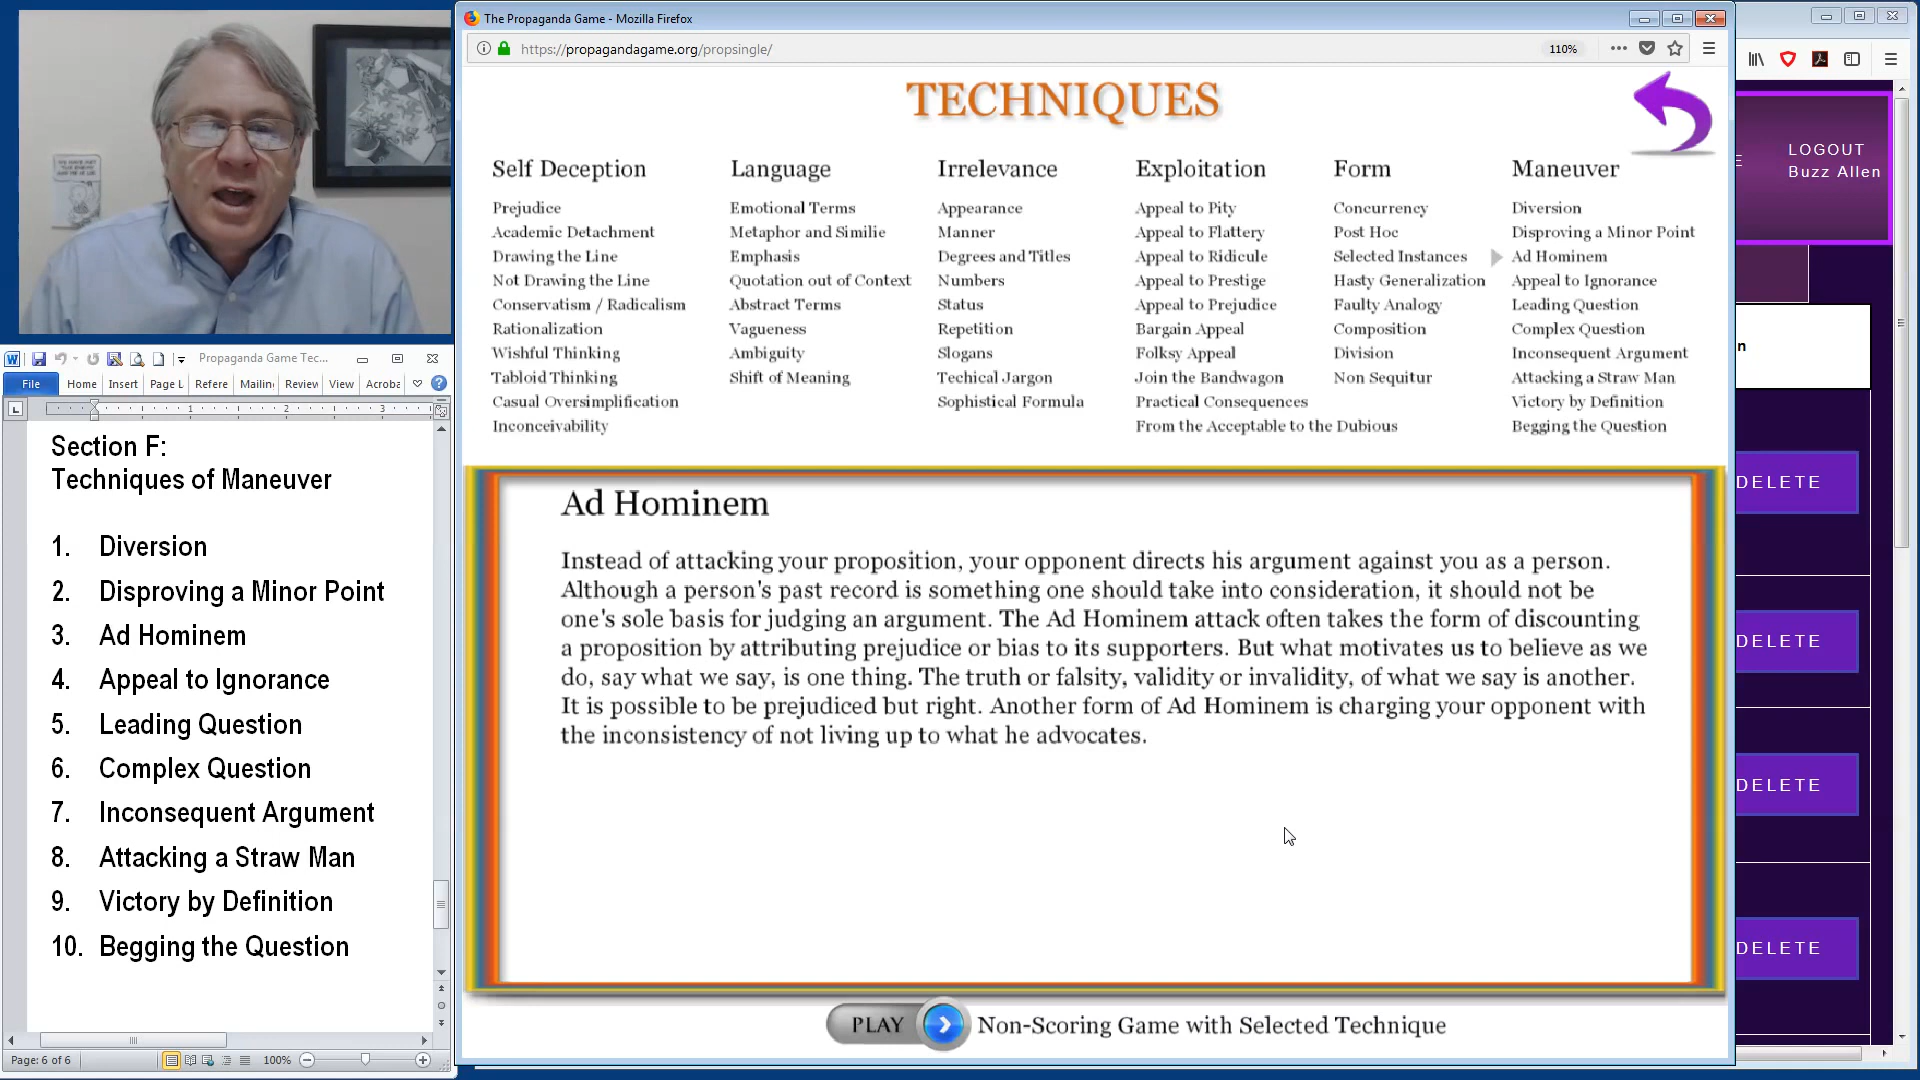 The Propaganda Game - Mozilla Firefox
https://propagandagame.org/propsingle/
110%
TECHNIQUES
Self Deception
Prejudice
Academic Detachment
Drawing the Line
Not Drawing the Line
Conservatism / Radicalism
Rationalization
Wishful Thinking
Tabloid Thinking
Casual Oversimplification
Inconceivability
Language
Emotional Terms
Metaphor and Similie
Emphasis
Quotation out of Context
Abstract Terms
Vagueness
Ambiguity
Shift of Meaning
Irrelevance
Appearance
Manner
Degrees and Titles
Numbers
Status
Repetition
Slogans
Techical Jargon
Sophistical Formula
Exploitation
Appeal to Pity
Appeal to Flattery
Appeal to Ridicule
Appeal to Prestige
Appeal to Prejudice
Bargain Appeal
Folksy Appeal
Join the Bandwagon
Practical Consequences
From the Acceptable to the Dubious
Form
Concurrency
Post Hoc
Selected Instances
Hasty Generalization
Faulty Analogy
Composition
Division
Non Sequitur
Maneuver
Diversion
Disproving a Minor Point
Ad Hominem
Appeal to Ignorance
Leading Question
Complex Question
Inconsequent Argument
Attacking a Straw Man
Victory by Definition
Begging the Question
Ad Hominem
Instead of attacking your proposition, your opponent directs his argument against you as a person.
Although a person's past record is something one should take into consideration, it should not be
one's sole basis for judging an argument. The Ad Hominem attack often takes the form of discounting
a proposition by attributing prejudice or bias to its supporters. But what motivates us to believe as we
do, say what we say, is one thing. The truth or falsity, validity or invalidity, of what we say is another.
It is possible to be prejudiced but right. Another form of Ad Hominem is charging your opponent with
the inconsistency of not living up to what he advocates.
PLAY
Non-Scoring Game with Selected Technique
Propaganda Game Tec...
File Home Insert Page L Refere Mailin Review View Acroba
1 2 3
Section F:
Techniques of Maneuver
1. Diversion
2. Disproving a Minor Point
3. Ad Hominem
4. Appeal to Ignorance
5. Leading Question
6. Complex Question
7. Inconsequent Argument
8. Attacking a Straw Man
9. Victory by Definition
10. Begging the Question
Page: 6 of 6
100%
E
LOGOUT
Buzz Allen
n
DELETE
DELETE
DELETE
DELETE